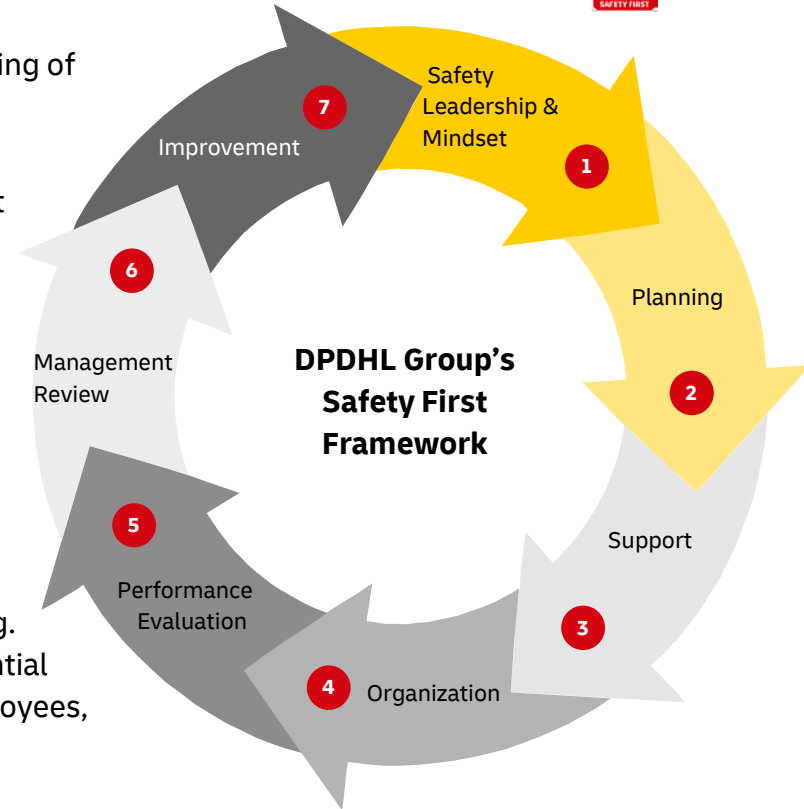 SAFETY FIRST
ing of
t
g.
ntial
oyees,
Safety
Leadership &
Mindset
1
Planning
2
Support
3
Organization
4
Performance
Evaluation
5
Management
Review
6
Improvement
7
DPDHL Group’s
Safety First
Framework